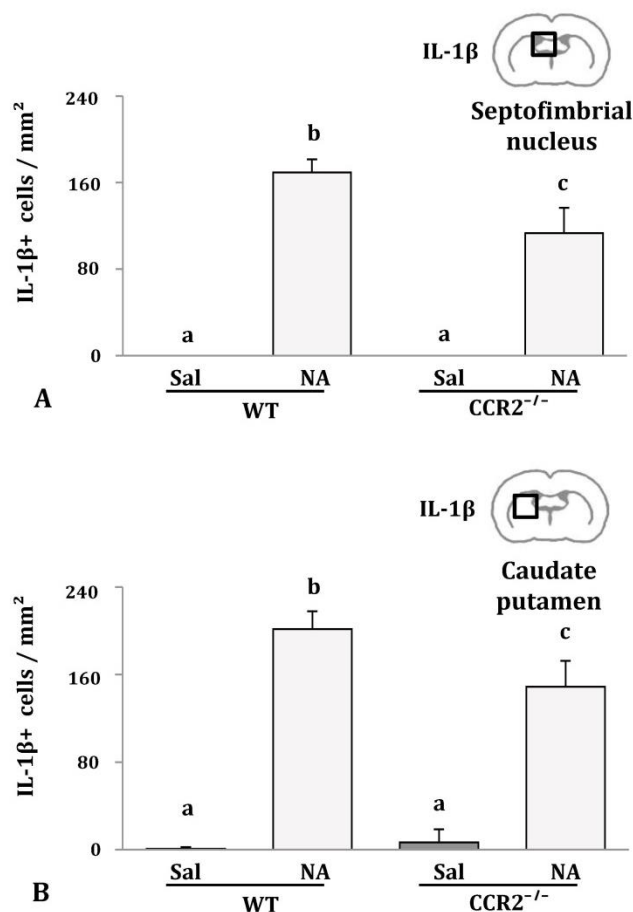 IL-1β
Septofimbrial
nucleus
IL-1β+ cells / mm²
240
160
80
0
a
b
a
c
Sal
NA
Sal
NA
WT
CCR2⁻/⁻
A
IL-1β
Caudate
putamen
IL-1β+ cells / mm²
240
160
80
0
a
b
a
c
Sal
NA
Sal
NA
WT
CCR2⁻/⁻
B